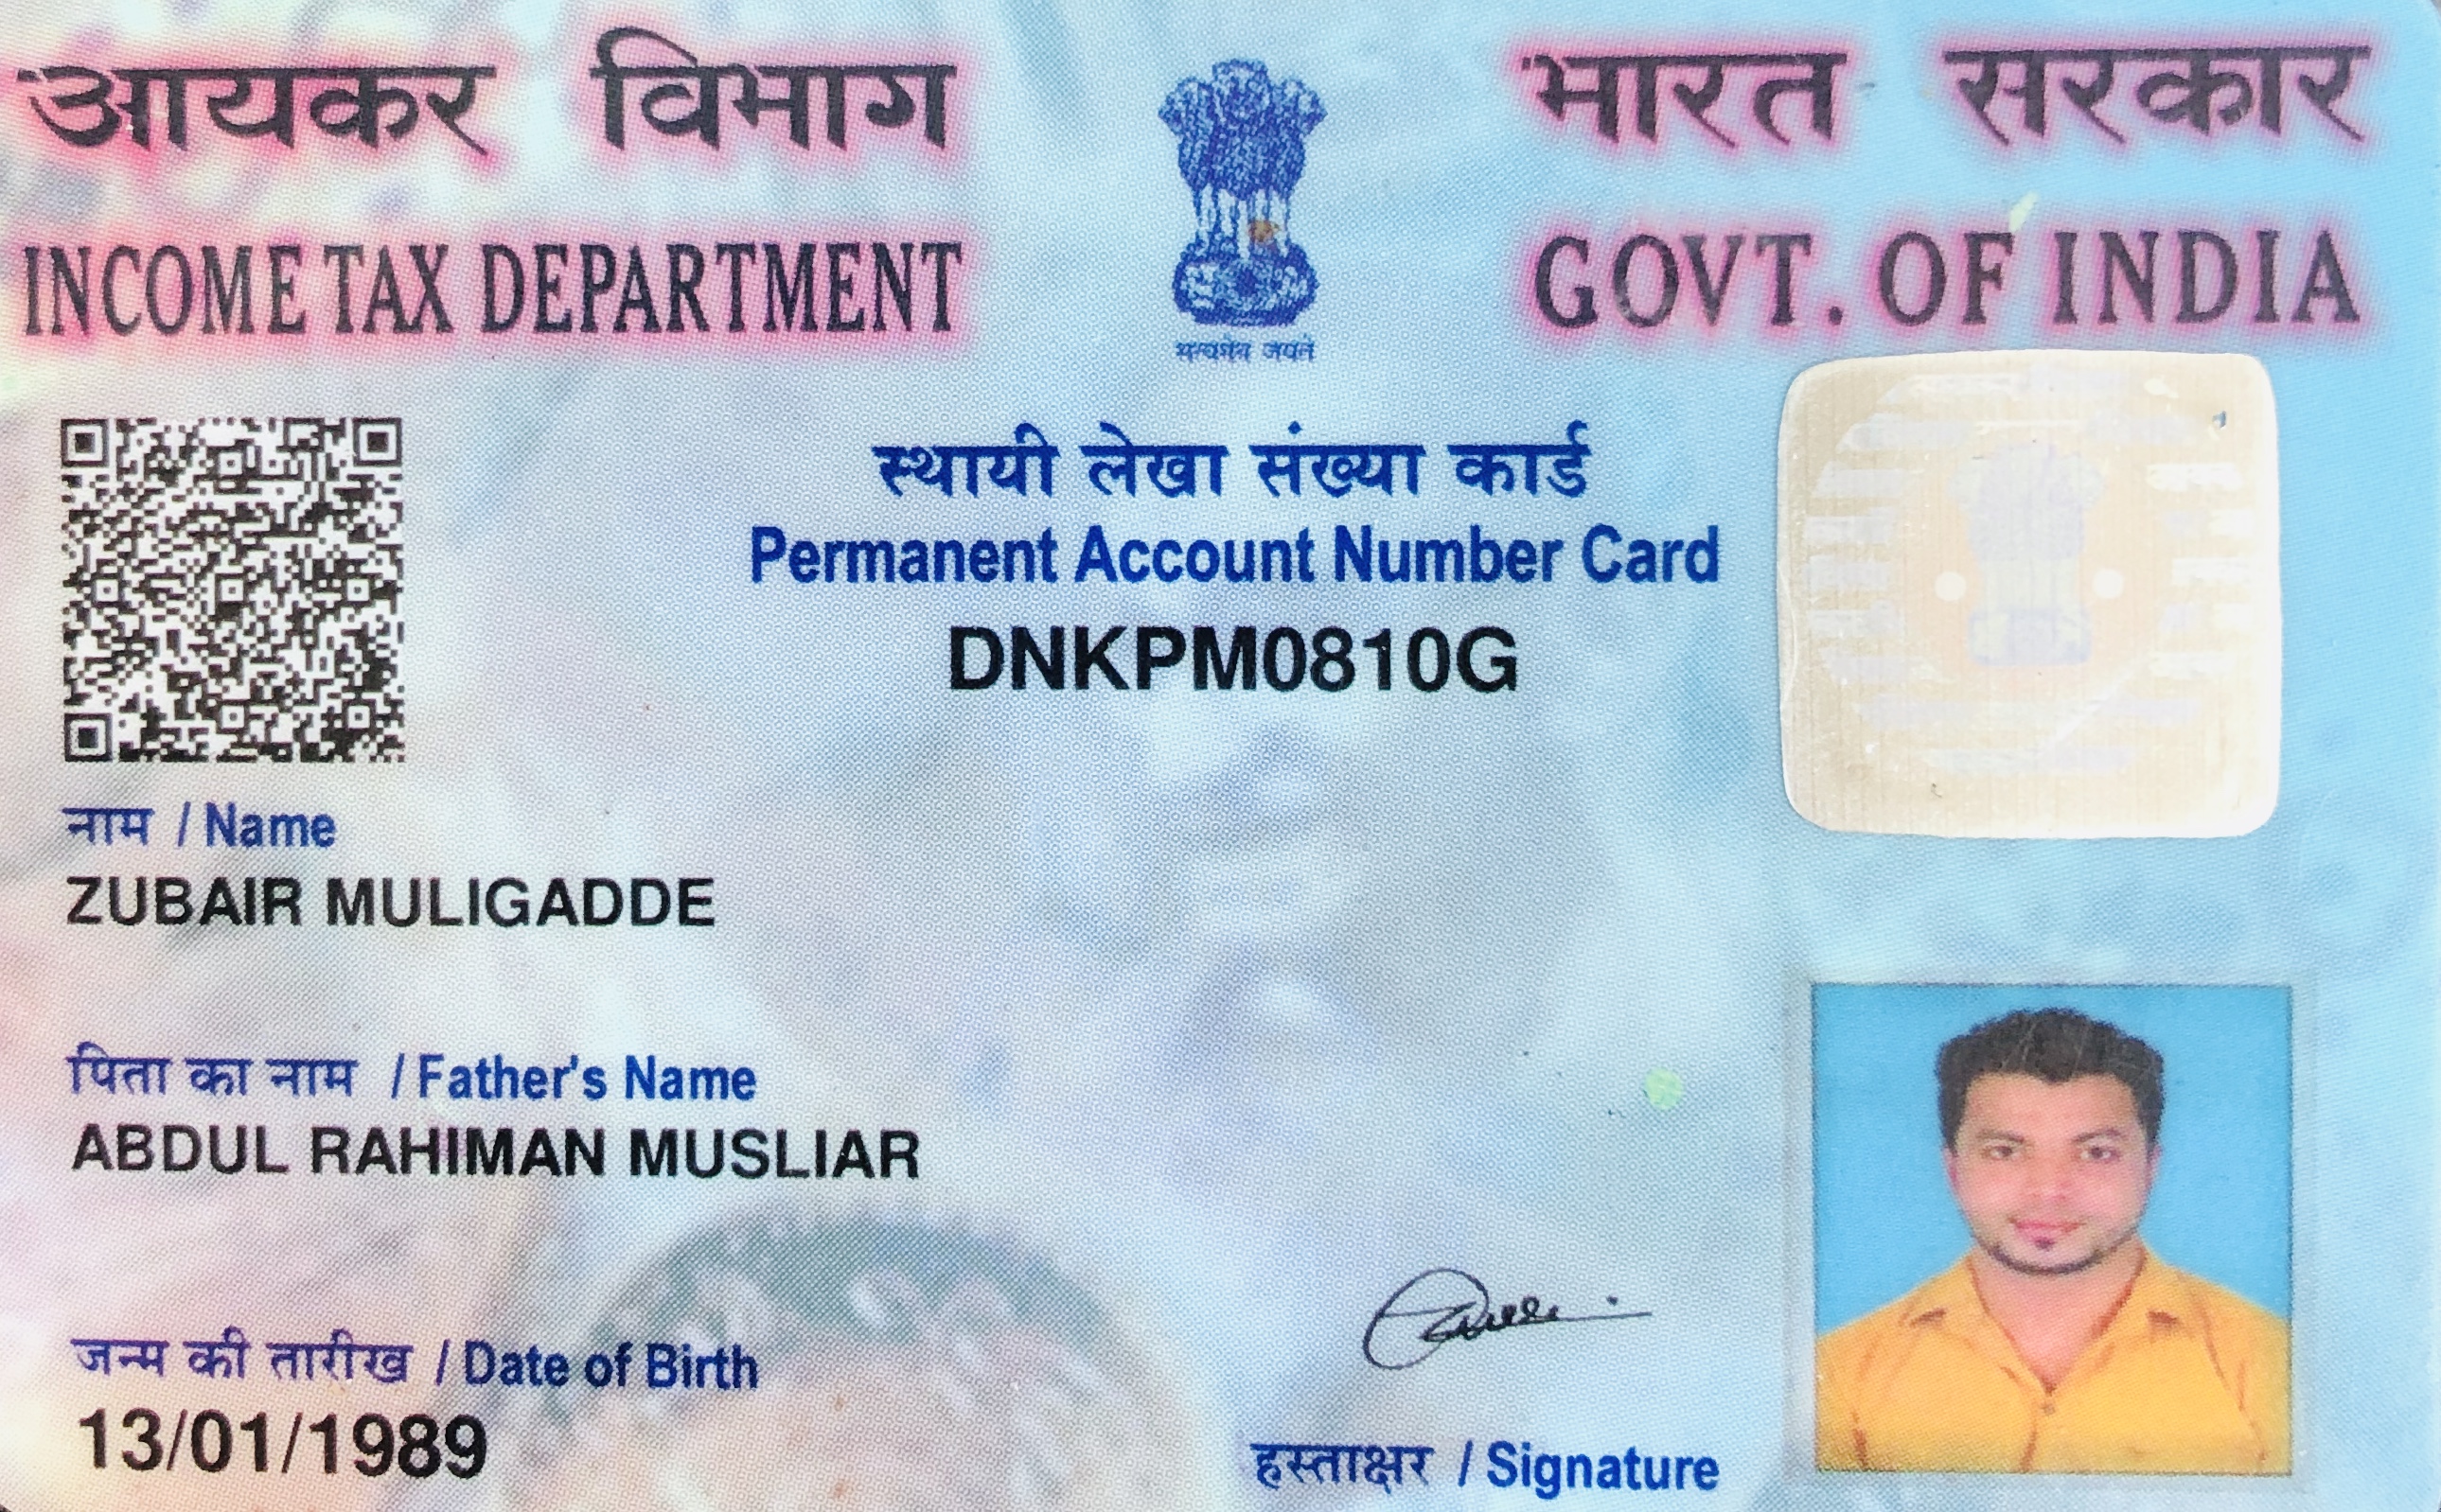 आयकर विभाग
INCOME TAX DEPARTMENT
सत्यमेव जयते
भारत सरकार
GOVT. OF INDIA
स्थायी लेखा संख्या कार्ड
Permanent Account Number Card
DNKPM0810G
नाम / Name
ZUBAIR MULIGADDE
पिता का नाम / Father's Name
ABDUL RAHIMAN MUSLIAR
जन्म की तारीख / Date of Birth
13/01/1989
हस्ताक्षर / Signature